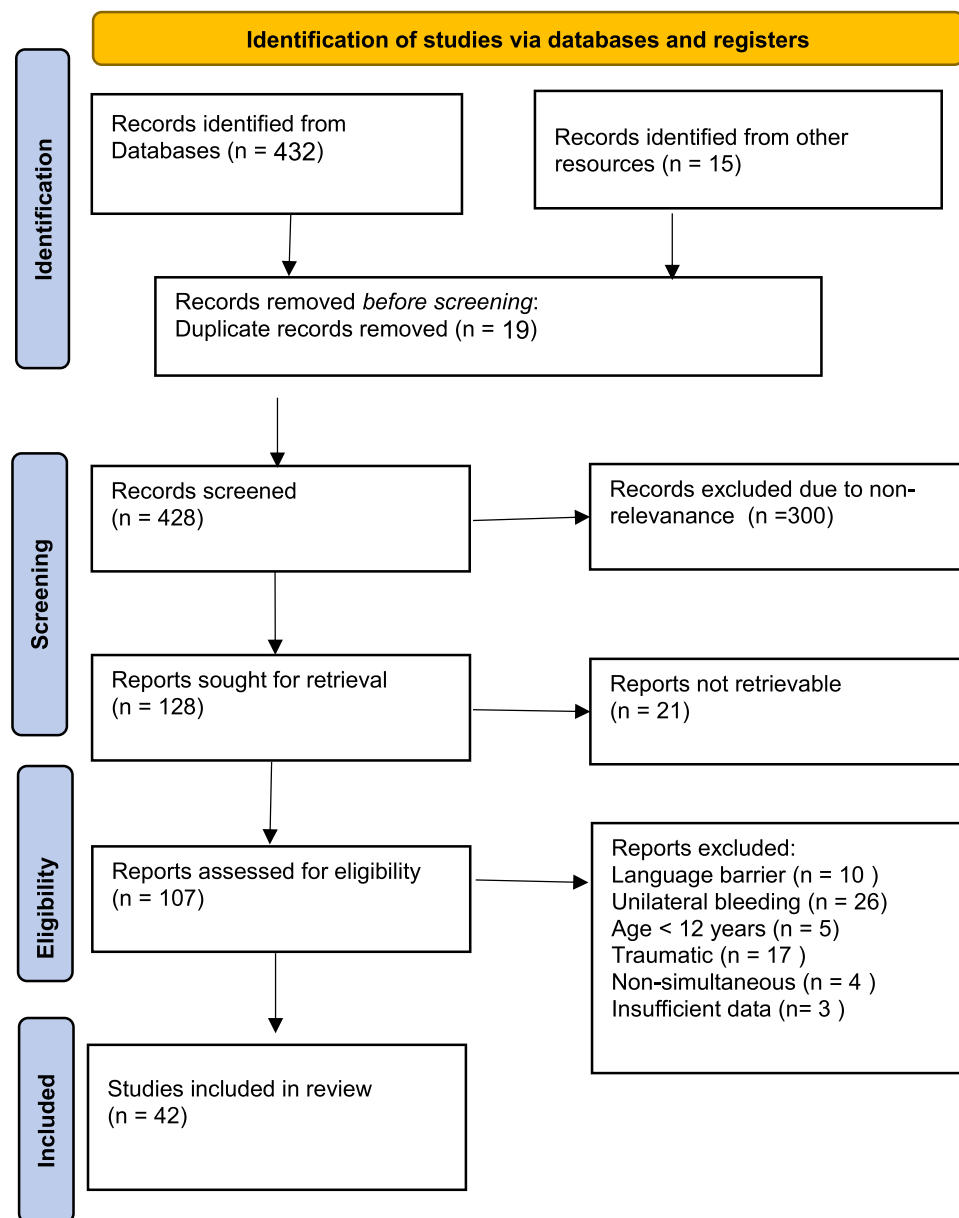 Identification of studies via databases and registers
Identification
Records identified from
Databases (n = 432)
Records identified from other
resources (n = 15)
Records removed before screening:
Duplicate records removed (n = 19)
Screening
Records screened
(n = 428)
Records excluded due to non-
relevanance (n =300)
Reports sought for retrieval
(n = 128)
Reports not retrievable
(n = 21)
Eligibility
Reports assessed for eligibility
(n = 107)
Reports excluded:
Language barrier (n = 10 )
Unilateral bleeding (n = 26)
Age < 12 years (n = 5)
Traumatic (n = 17 )
Non-simultaneous (n = 4 )
Insufficient data (n= 3 )
Included
Studies included in review
(n = 42)